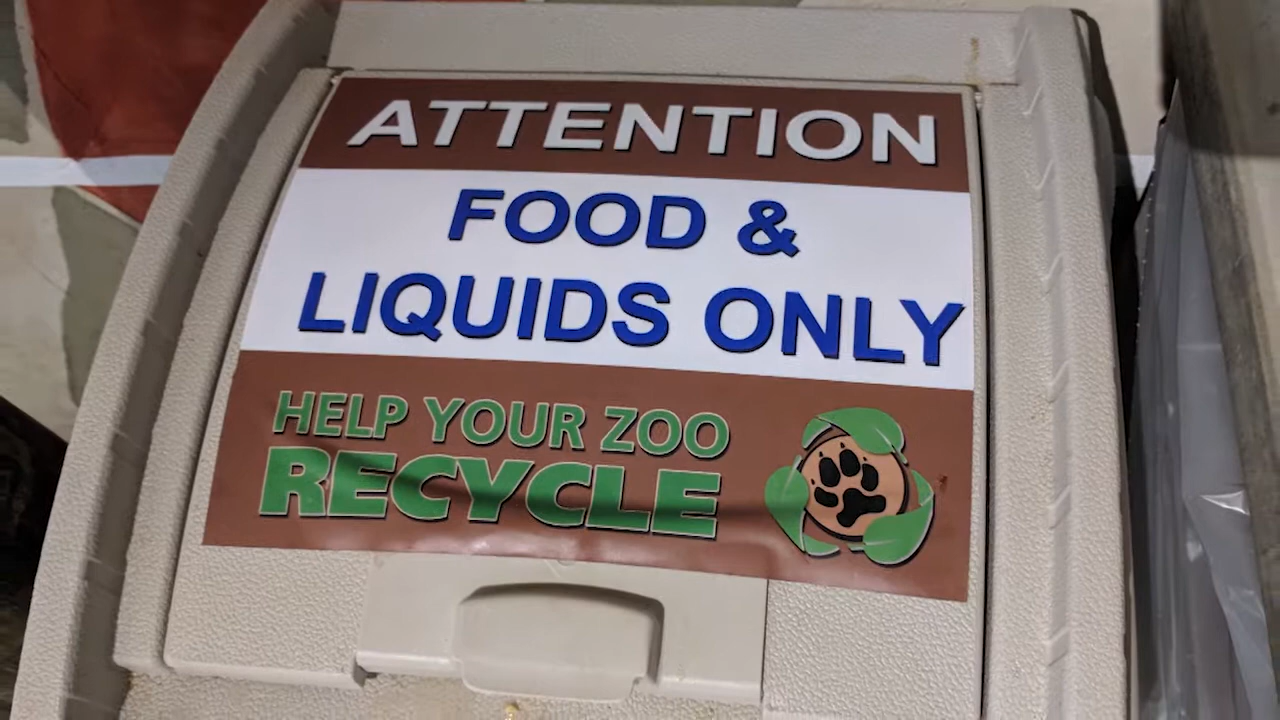 ATTENTION
FOOD &
LIQUIDS ONLY
HELP YOUR ZOO
RECYCLE